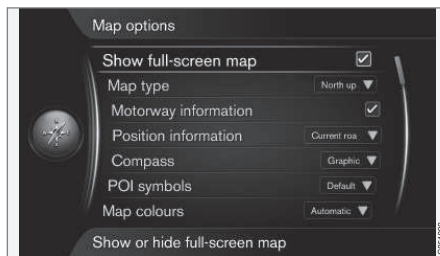 Map options
Show full-screen map
Map type North up
Motorway information
Position information Current roa
Compass Graphic
POI symbols Default
Map colours Automatic
Show or hide full-screen map